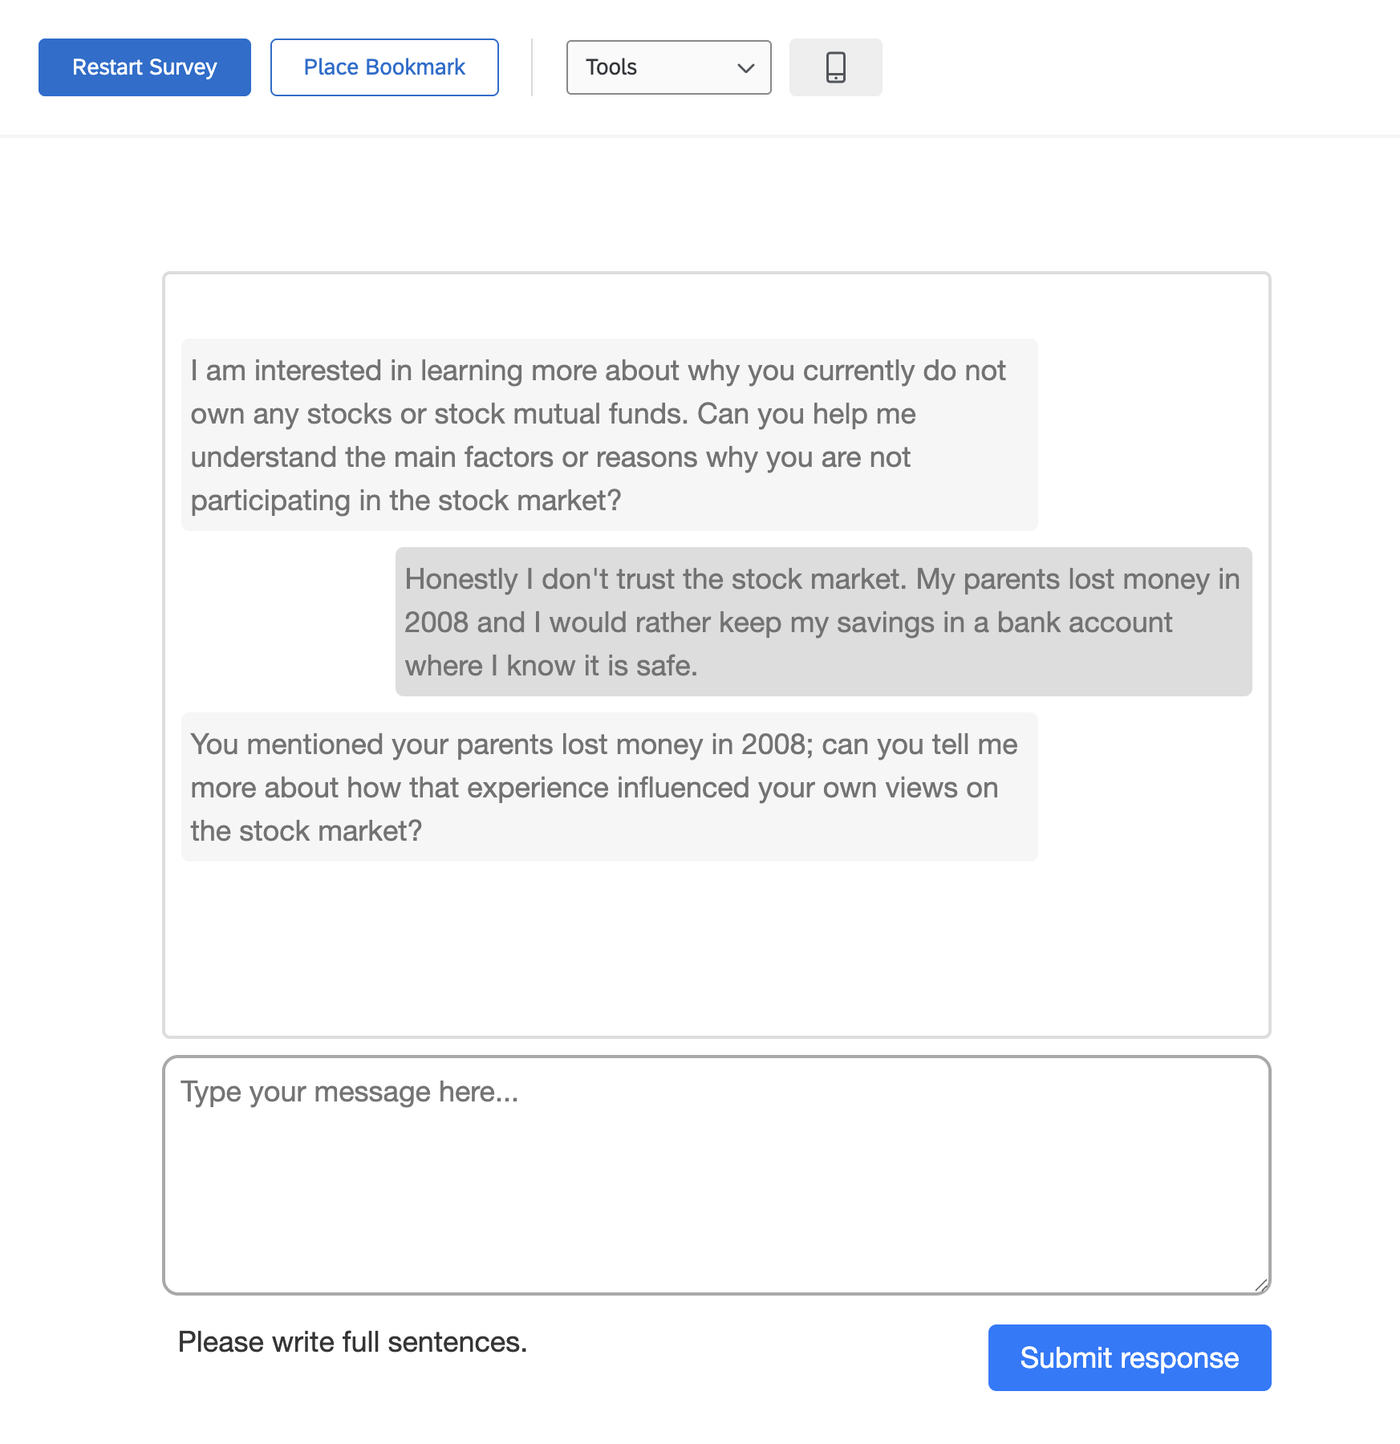 Restart Survey
Place Bookmark
Tools
I am interested in learning more about why you currently do not
own any stocks or stock mutual funds. Can you help me
understand the main factors or reasons why you are not
participating in the stock market?
Honestly I don't trust the stock market. My parents lost money in
2008 and I would rather keep my savings in a bank account
where I know it is safe.
You mentioned your parents lost money in 2008; can you tell me
more about how that experience influenced your own views on
the stock market?
Type your message here...
Please write full sentences.
Submit response